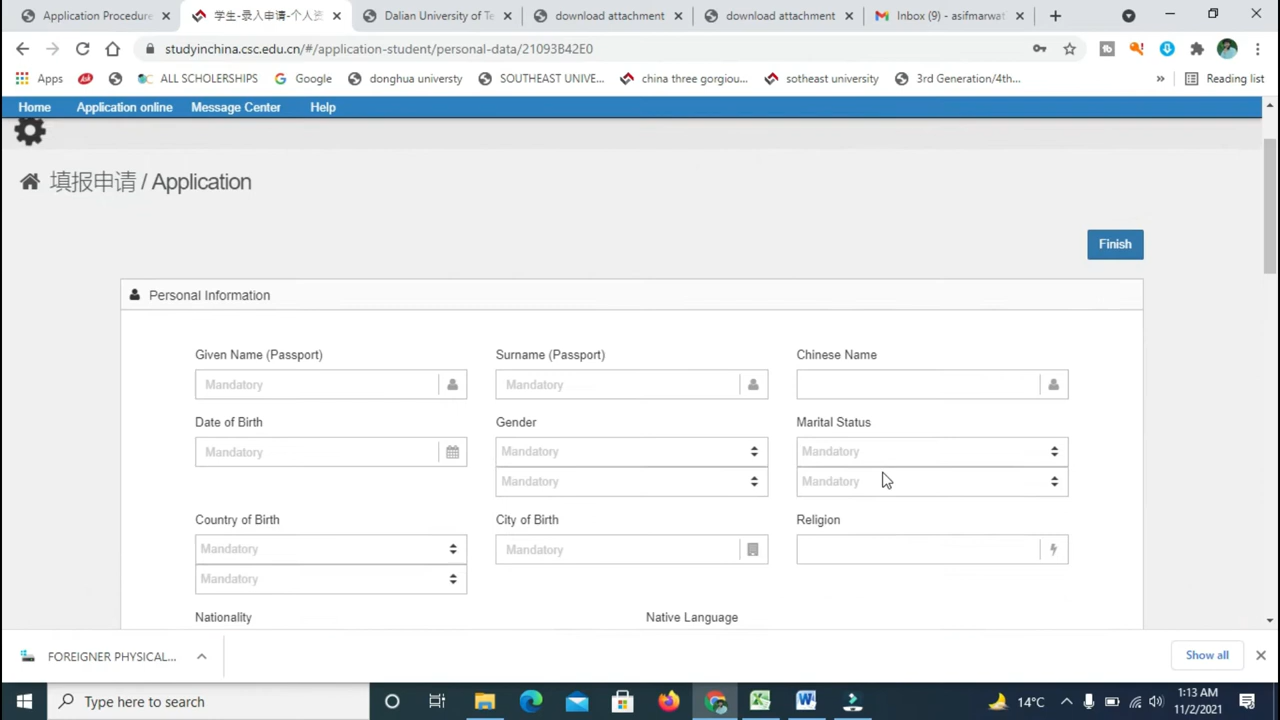 Application Procedure
学生-录入申请-个人资
Dalian University of Te
download attachment
download attachment
Inbox (9) - asifmarwat
studyinchina.csc.edu.cn/#/application-student/personal-data/21093B42E0
Apps
ALL SCHOLERSHIPS
Google
donghua univesity
SOUTHEAST UNIVE...
china three gorgiou...
sotheast university
3rd Generation/4th...
»
Reading list
Home
Application online
Message Center
Help
填报申请 / Application
Finish
Personal Information
Given Name (Passport)
Surname (Passport)
Chinese Name
Mandatory
Mandatory
Date of Birth
Gender
Marital Status
Mandatory
Mandatory
Mandatory
Mandatory
Mandatory
Country of Birth
City of Birth
Religion
Mandatory
Mandatory
Mandatory
Nationality
Native Language
FOREIGNER PHYSICAL...
Show all
Type here to search
14°C
1:13 AM
11/2/2021